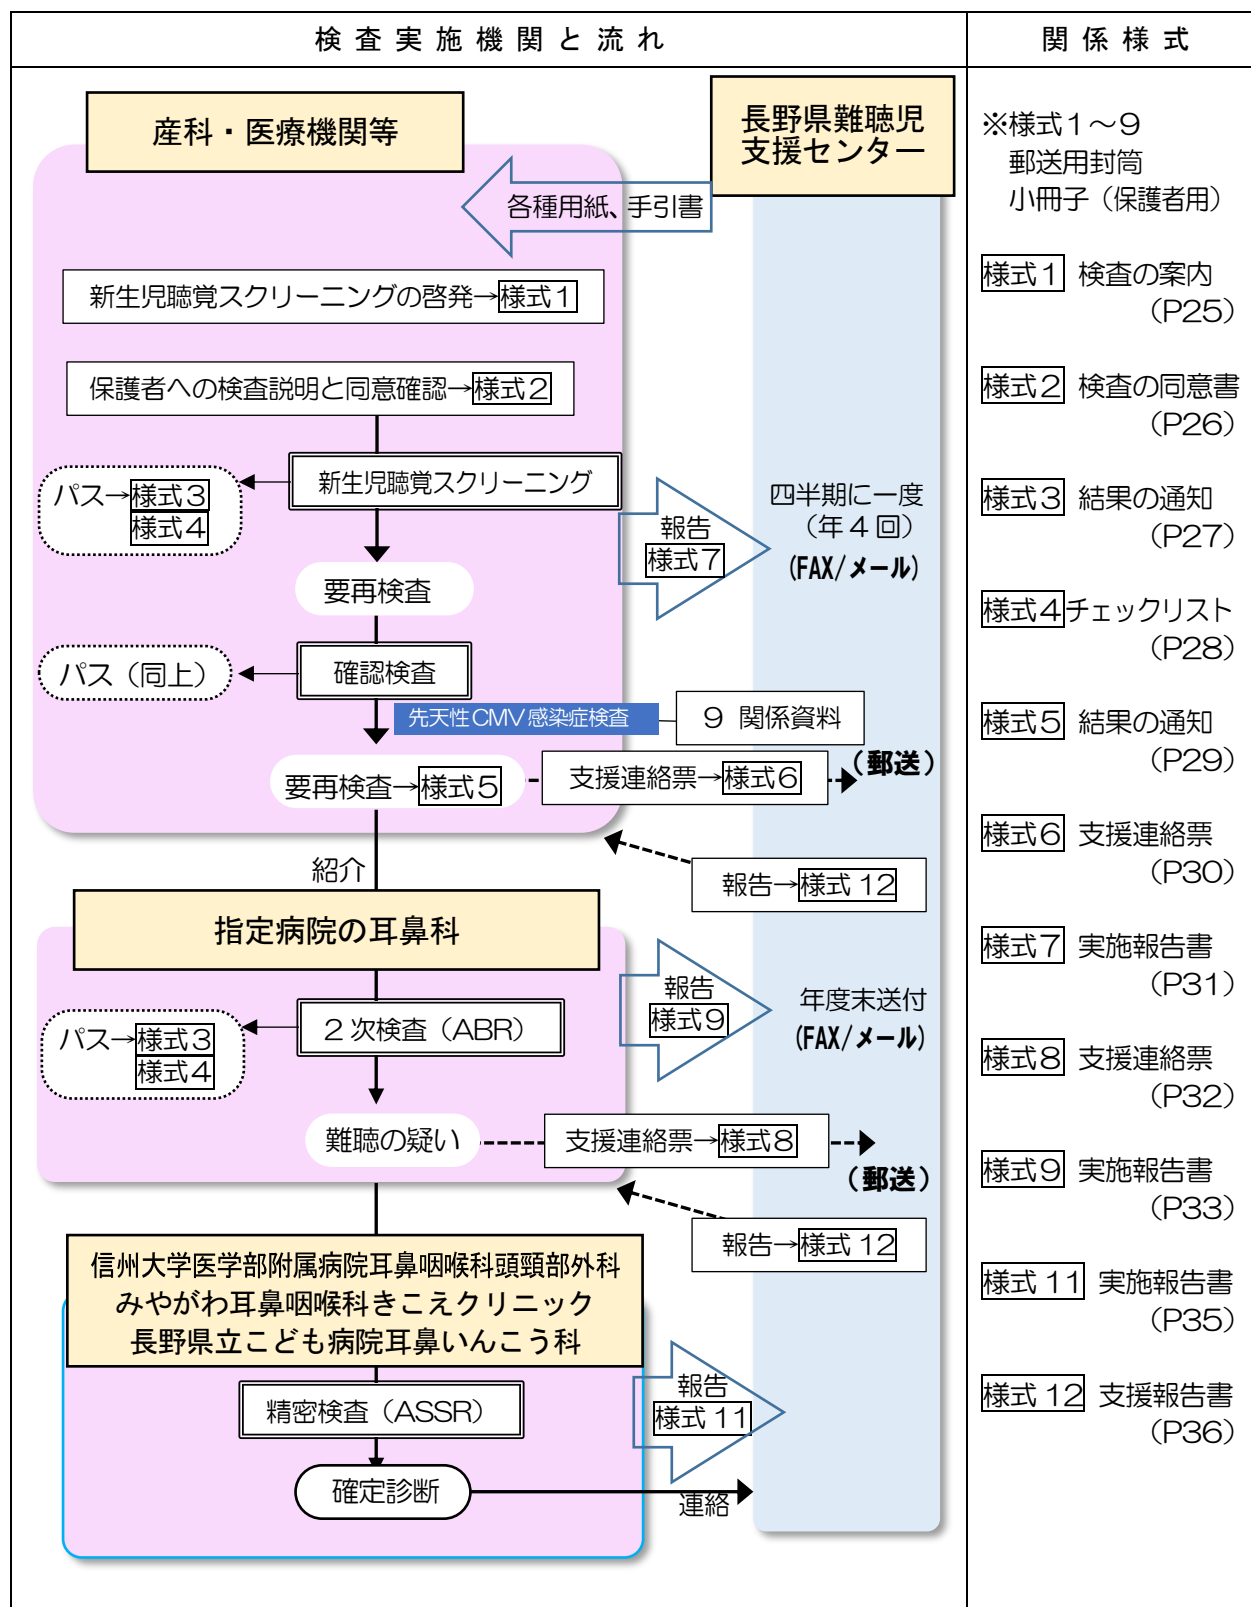 検査実施機関と流れ
関係様式
産科・医療機関等
長野県難聴児
支援センター
各種用紙、手引書
新生児聴覚スクリーニングの啓発→様式1
保護者への検査説明と同意確認→様式2
新生児聴覚スクリーニング
パス→様式3
様式4
報告
様式7
四半期に一度
（年４回）
(FAX/メール)
要再検査
確認検査
パス（同上）
先天性CMV感染症検査
９ 関係資料
要再検査→様式5
支援連絡票→様式6
（郵送）
紹介
報告→様式 12
指定病院の耳鼻科
２次検査（ABR）
パス→様式3
様式4
報告
様式9
年度末送付
(FAX/メール)
難聴の疑い
支援連絡票→様式8
（郵送）
報告→様式 12
信州大学医学部附属病院耳鼻咽喉科頭頸部外科
みやがわ耳鼻咽喉科きこえクリニック
長野県立こども病院耳鼻いんこう科
精密検査（ASSR）
報告
様式 11
確定診断
連絡
※様式１～９
郵送用封筒
小冊子（保護者用）
様式1 検査の案内
（P25）
様式2 検査の同意書
（P26）
様式3 結果の通知
（P27）
様式4チェックリスト
（P28）
様式5 結果の通知
（P29）
様式6 支援連絡票
（P30）
様式7 実施報告書
（P31）
様式8 支援連絡票
（P32）
様式9 実施報告書
（P33）
様式 11 実施報告書
（P35）
様式 12 支援報告書
（P36）